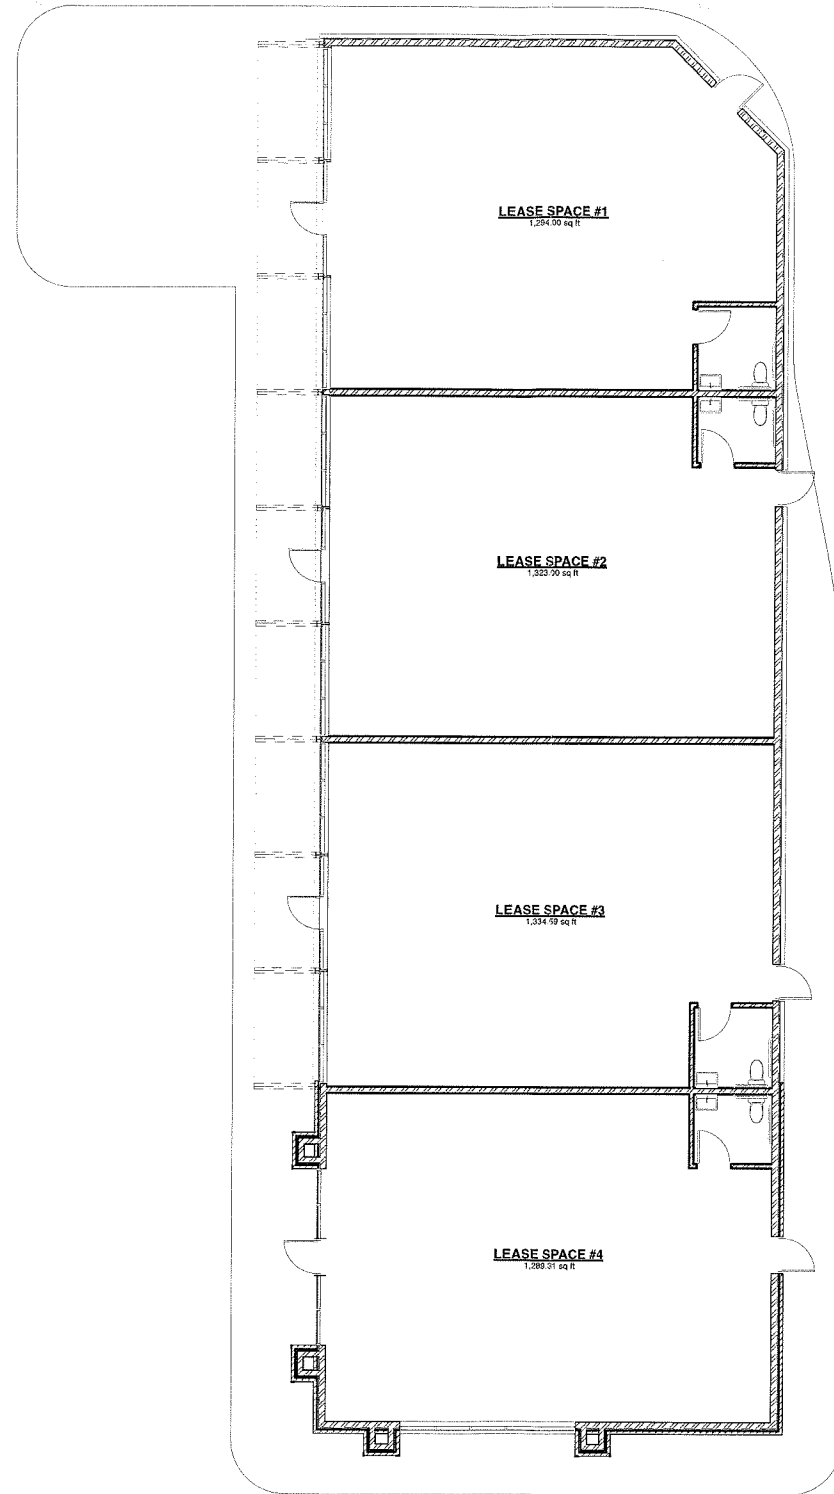 LEASE SPACE #1
1,294.00 sq ft
LEASE SPACE #2
1,323.00 sq ft
LEASE SPACE #3
1,334.69 sq ft
LEASE SPACE #4
1,289.31 sq ft